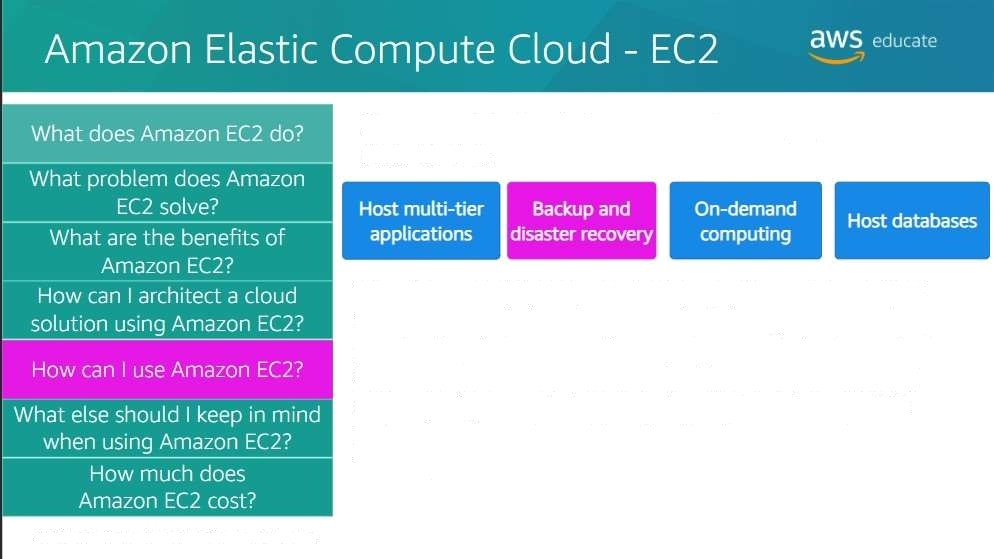 Amazon Elastic Compute Cloud - EC2
aws educate
What does Amazon EC2 do?
What problem does Amazon
EC2 solve?
What are the benefits of
Amazon EC2?
How can I architect a cloud
solution using Amazon EC2?
How can I use Amazon EC2?
What else should I keep in mind
when using Amazon EC2?
How much does
Amazon EC2 cost?
Host multi-tier
applications
Backup and
disaster recovery
On-demand
computing
Host databases